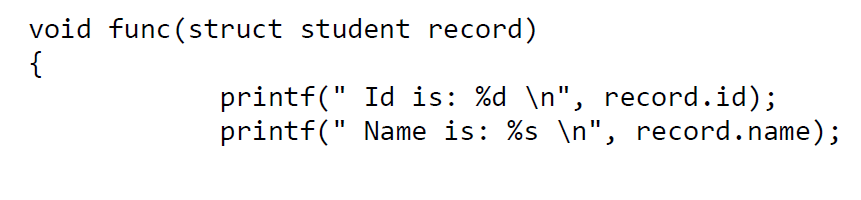 void func(struct student record)
{
printf(" Id is: %d \n", record.id);
printf(" Name is: %s \n", record.name);